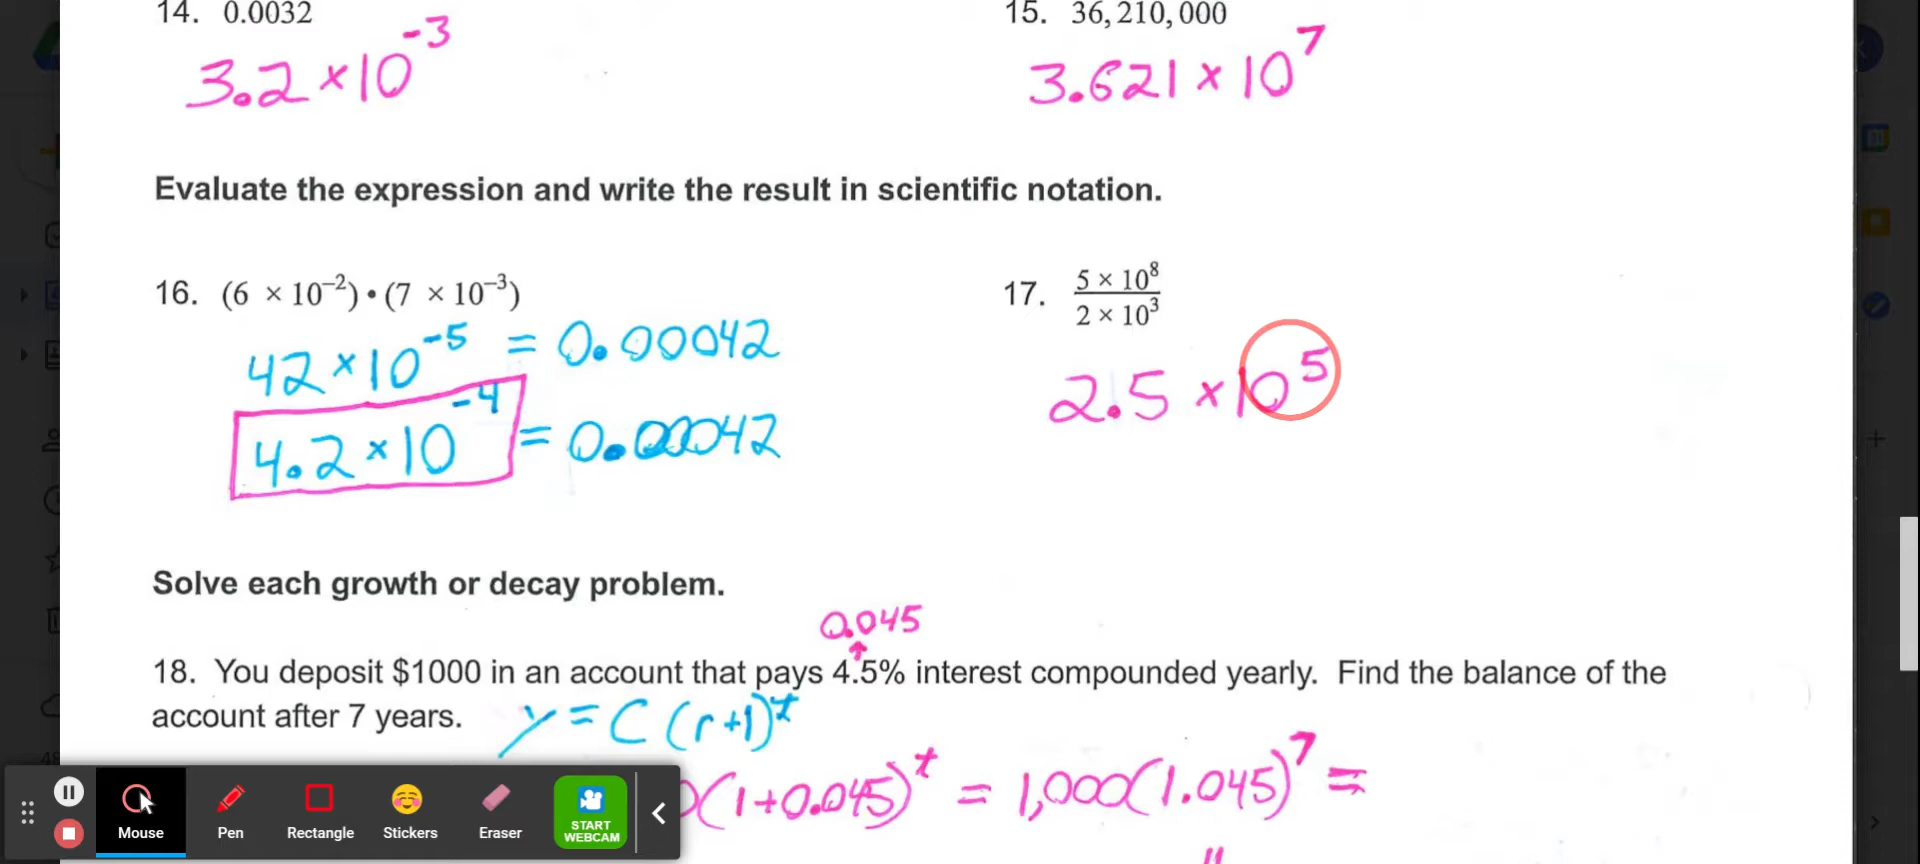 14. 0.0032
3.2 × 10⁻³
15. 36,210,000
3.621 × 10⁷
Evaluate the expression and write the result in scientific notation.
16. (6 × 10⁻²) • (7 × 10⁻³)
42 × 10⁻⁵ = 0.00042
4.2 × 10⁻⁴ = 0.00042
17. 5 × 10⁸
2 × 10³
2.5 × 10⁵
Solve each growth or decay problem.
0.045
18. You deposit $1000 in an account that pays 4.5% interest compounded yearly. Find the balance of the
account after 7 years. y = C (r+1)ᵗ
(1+0.045)ᵗ = 1,000(1.045)⁷ =
Mouse
Pen
Rectangle
Stickers
Eraser
START
WEBCAM